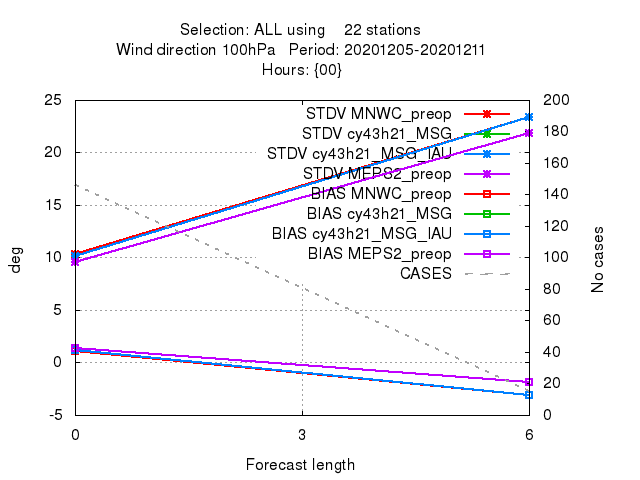 Selection: ALL using 22 stations
Wind direction 100hPa Period: 20201205-20201211
Hours: {00}
25
20
15
10
5
0
-5
deg
200
180
160
140
120
100
80
60
40
20
0
No cases
STDV MNWC_preop
STDV cy43h21_MSG
STDV cy43h21_MSG_IAU
STDV MEPS2_preop
BIAS MNWC_preop
BIAS cy43h21_MSG
BIAS cy43h21_MSG_IAU
BIAS MEPS2_preop
CASES
0 3 6
Forecast length